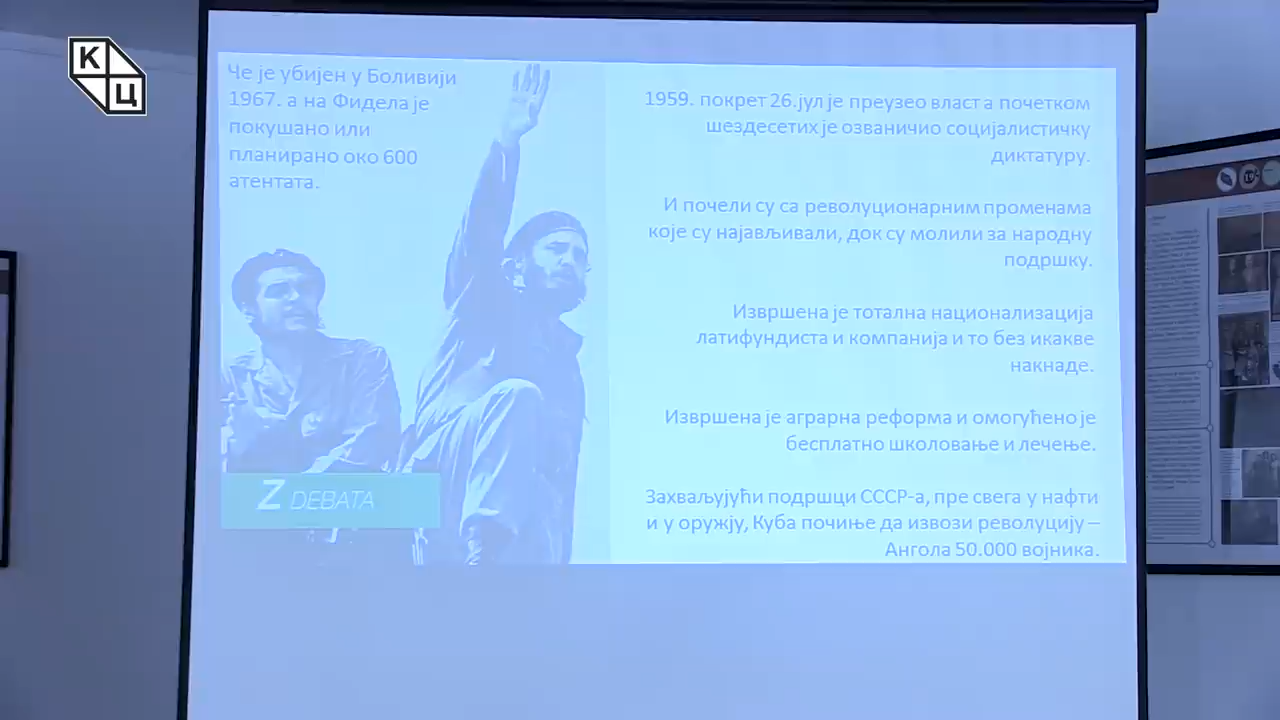 КЦ
Че је убијен у Боливији
1967. а на Фидела је
покушано или
планирано око 600
атентата.
Z DEBATA
1959. покрет 26.јул је преузео власт а почетком
шездесетих је озваничио социјалистичку
диктатуру.
И почели су са револуционарним променама
које су најављивали, док су молили за народну
подршку.
Извршена је тотална национализација
латифундиста и компанија и то без икакве
накнаде.
Извршена је аграрна реформа и омогућено је
бесплатно школовање и лечење.
Захваљујући подршци СССР-а, пре свега у нафти
и у оружју, Куба почиње да извози револуцију –
Ангола 50.000 војника.